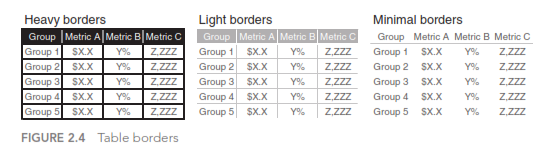 Heavy borders Light borders Minimal borders
Group Metric A Metric B Metric C Group Metric A Metric B Metric C Group Metric A Metric B Metric C
Group 1 $X.X Y% Z,ZZZ Group 1 $X.X Y% Z,ZZZ Group 1 $X.X Y% Z,ZZZ
Group 2 $X.X Y% Z,ZZZ Group 2 $X.X Y% Z,ZZZ Group 2 $X.X Y% Z,ZZZ
Group 3 $X.X Y% Z,ZZZ Group 3 $X.X Y% Z,ZZZ Group 3 $X.X Y% Z,ZZZ
Group 4 $X.X Y% Z,ZZZ Group 4 $X.X Y% Z,ZZZ Group 4 $X.X Y% Z,ZZZ
Group 5 $X.X Y% Z,ZZZ Group 5 $X.X Y% Z,ZZZ Group 5 $X.X Y% Z,ZZZ
FIGURE 2.4 Table borders